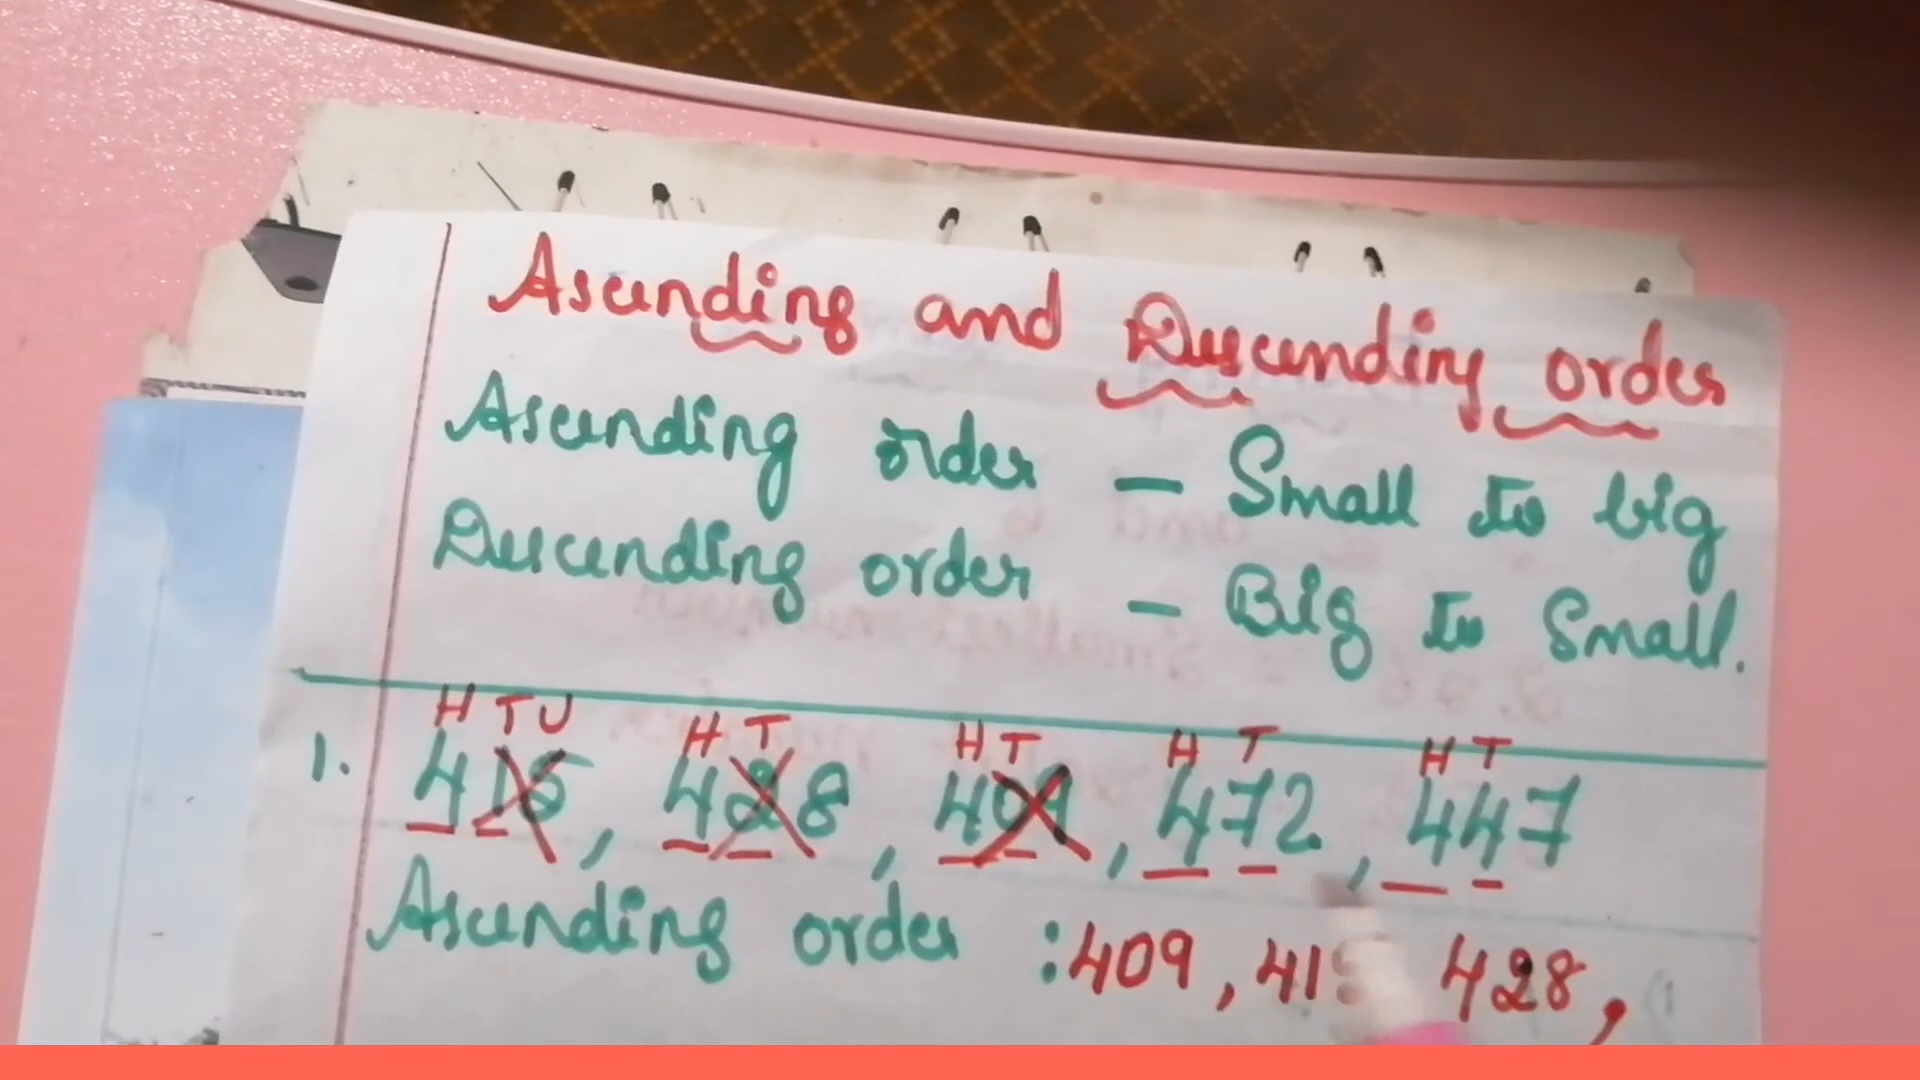 Ascending and Descending order
Ascending order - Small to big
Descending order - Big to Small.
H T U H T H T H T H T
1. 415, 428, 409, 472, 447
Ascending order : 409, 415 428,